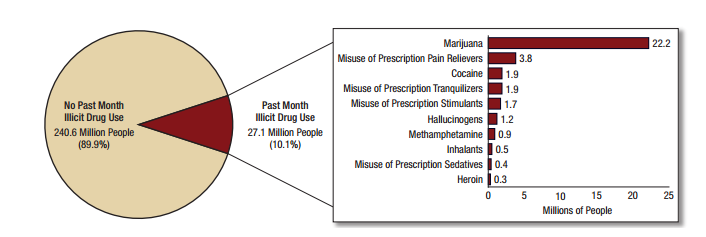 No Past Month
Illicit Drug Use
240.6 Million People
(89.9%)
Past Month
Illicit Drug Use
27.1 Million People
(10.1%)
Marijuana 22.2
Misuse of Prescription Pain Relievers 3.8
Cocaine 1.9
Misuse of Prescription Tranquilizers 1.9
Misuse of Prescription Stimulants 1.7
Hallucinogens 1.2
Methamphetamine 0.9
Inhalants 0.5
Misuse of Prescription Sedatives 0.4
Heroin 0.3
0 5 10 15 20 25
Millions of People